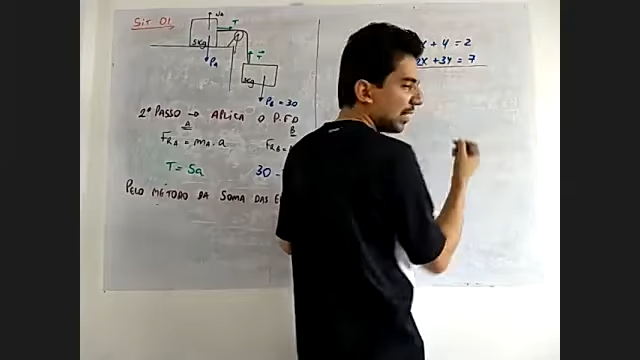 Sit 01
T
5kg
PA
T
3kg
PB = 30
2º PASSO → APLICA O P.F.D
A
B
FRA = mA.a
FRB =
T = 5a
30 -
PELO MÉTODO DA SOMA DAS
x + y = 2
2x + 3y = 7